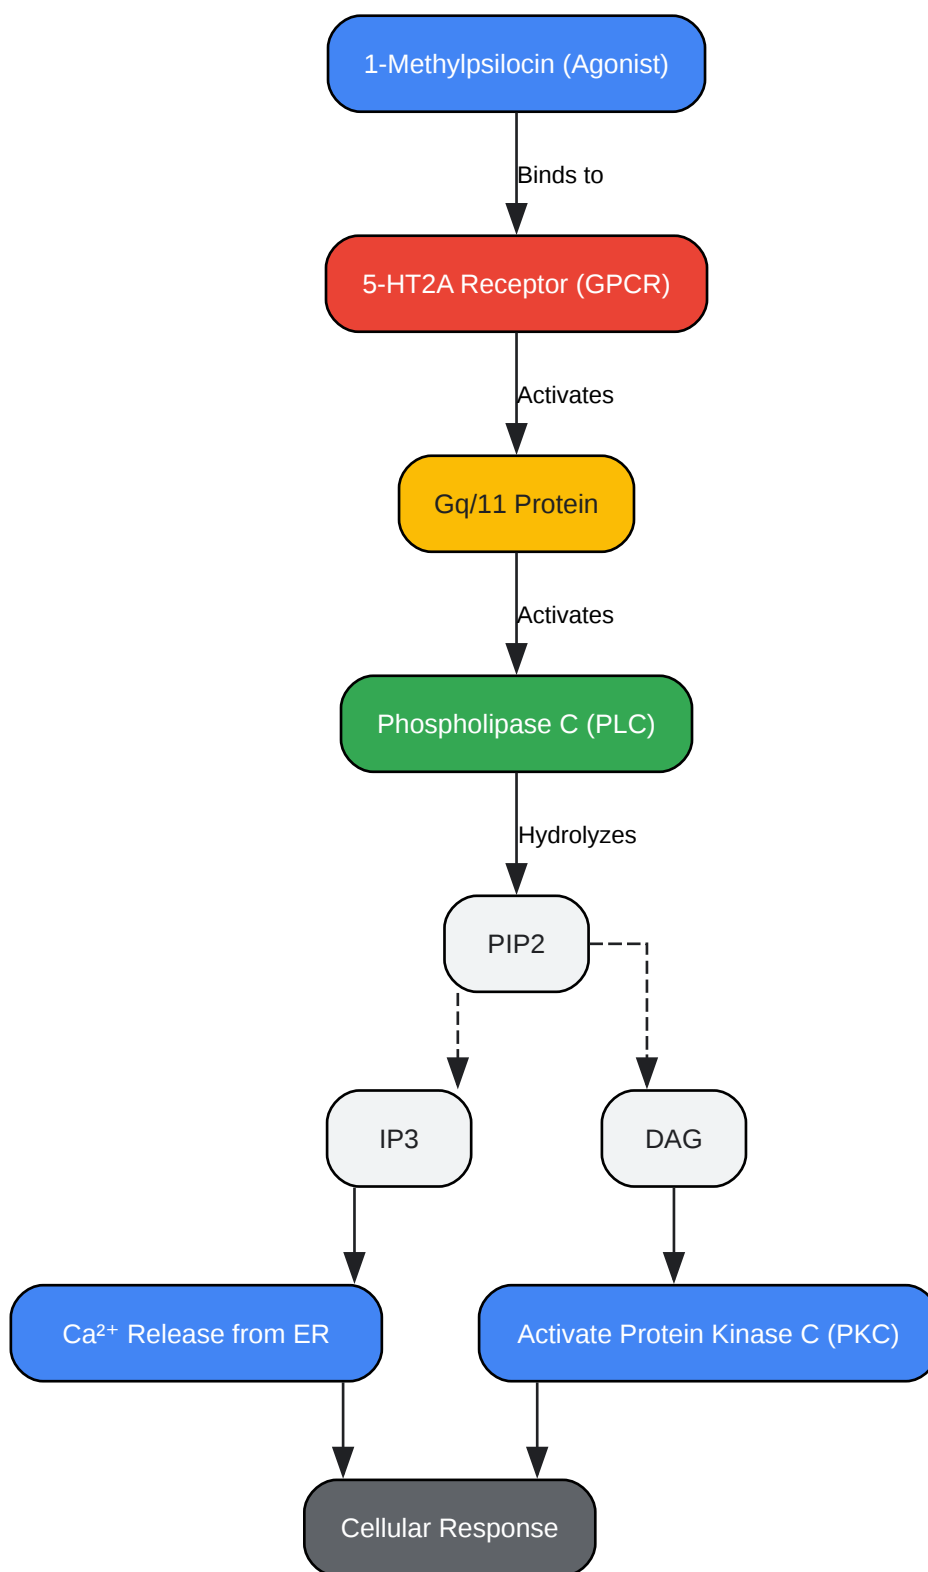 1-Methylpsilocin (Agonist)
Binds to
5-HT2A Receptor (GPCR)
Activates
Gq/11 Protein
Activates
Phospholipase C (PLC)
Hydrolyzes
PIP2
IP3
DAG
Ca²⁺ Release from ER
Activate Protein Kinase C (PKC)
Cellular Response